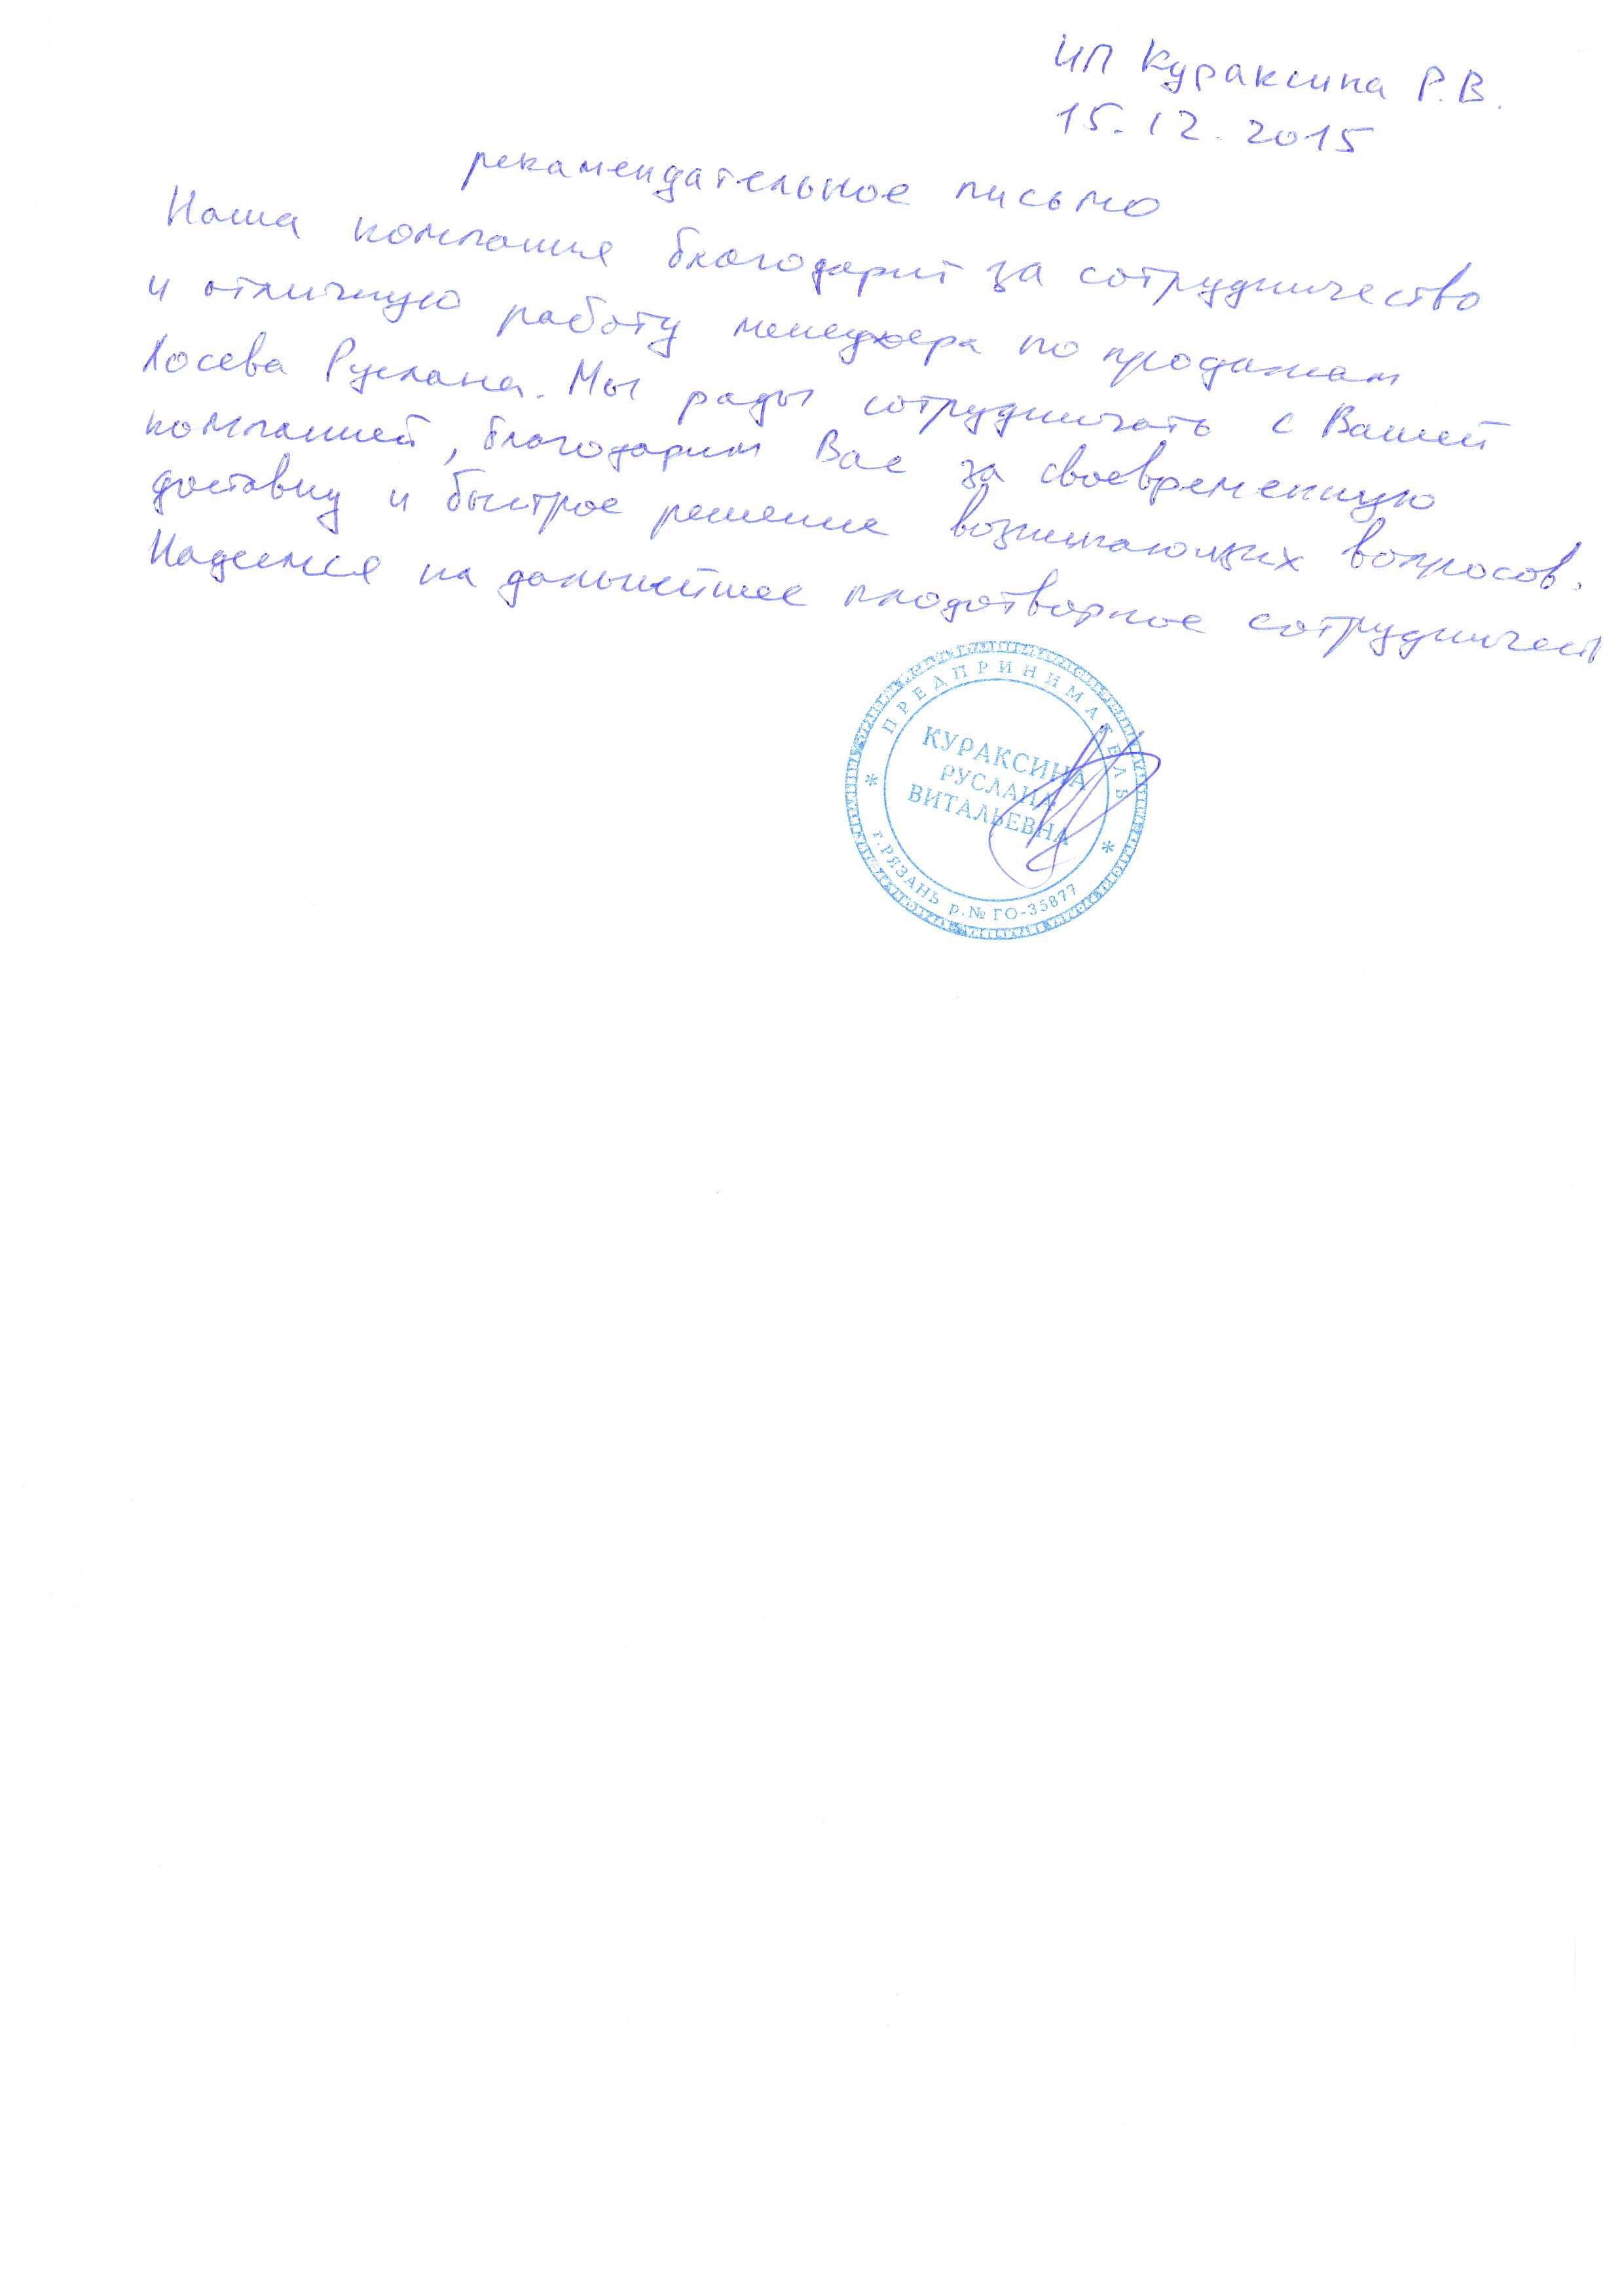 ИП Кураксина Р.В.
15.12.2015
рекамендательное письмо
Наша компания благодарит за сотрудничество
и отличную работу менеджера по продажам
Лосева Руслана. Мы рады сотрудничать с Вашей
компанией, благодарим Вас за своевременную
доставку и быстрое решение возникающих вопросов.
Надеемся на дальнейшее плодотворное сотрудничест
ПРЕДПРИНИМАТЕЛЬ
КУРАКСИНА
РУСЛАНА
ВИТАЛЬЕВНА
г.РЯЗАНЬ р.№ ГО-35877